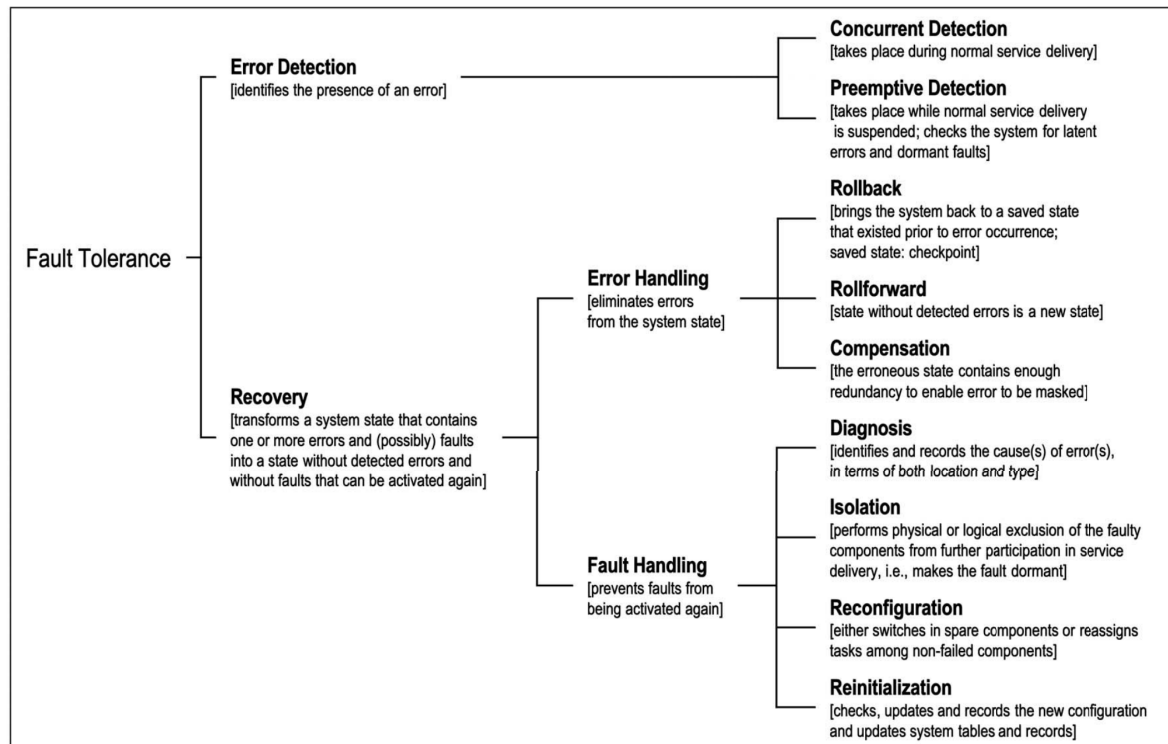 Fault Tolerance
Error Detection
[identifies the presence of an error]
Concurrent Detection
[takes place during normal service delivery]
Preemptive Detection
[takes place while normal service delivery
is suspended; checks the system for latent
errors and dormant faults]
Recovery
[transforms a system state that contains
one or more errors and (possibly) faults
into a state without detected errors and
without faults that can be activated again]
Error Handling
[eliminates errors
from the system state]
Rollback
[brings the system back to a saved state
that existed prior to error occurrence;
saved state: checkpoint]
Rollforward
[state without detected errors is a new state]
Compensation
[the erroneous state contains enough
redundancy to enable error to be masked]
Fault Handling
[prevents faults from
being activated again]
Diagnosis
[identifies and records the cause(s) of error(s),
in terms of both location and type]
Isolation
[performs physical or logical exclusion of the faulty
components from further participation in service
delivery, i.e., makes the fault dormant]
Reconfiguration
[either switches in spare components or reassigns
tasks among non-failed components]
Reinitialization
[checks, updates and records the new configuration
and updates system tables and records]